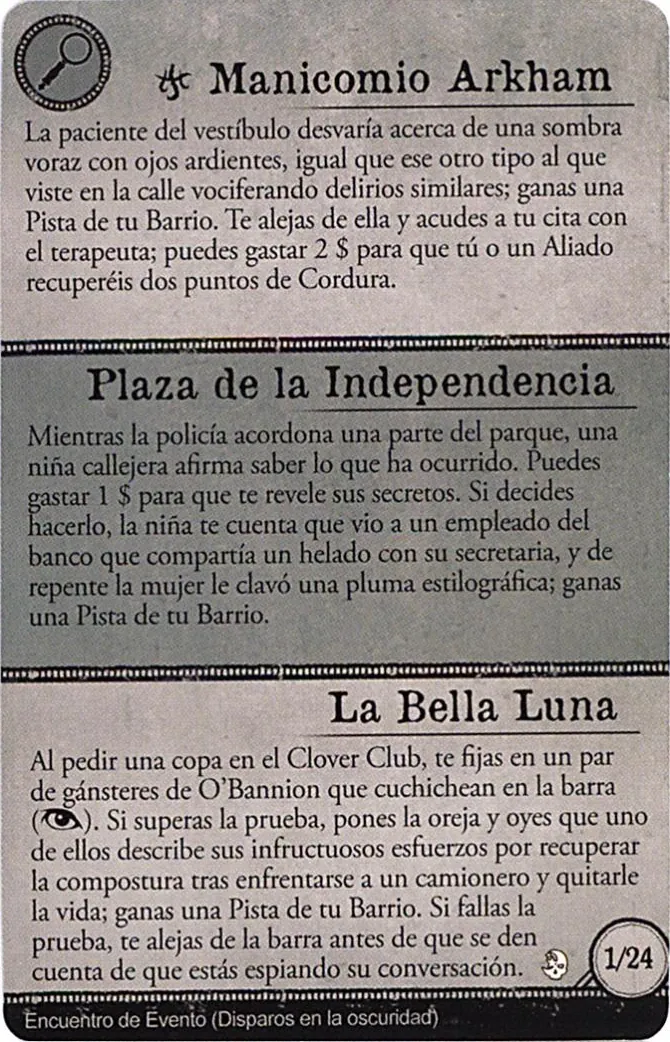 Manicomio Arkham
La paciente del vestíbulo desvaría acerca de una sombra
voraz con ojos ardientes, igual que ese otro tipo al que
viste en la calle vociferando delirios similares; ganas una
Pista de tu Barrio. Te alejas de ella y acudes a tu cita con
el terapeuta; puedes gastar 2 $ para que tú o un Aliado
recuperéis dos puntos de Cordura.
Plaza de la Independencia
Mientras la policía acordona una parte del parque, una
niña callejera afirma saber lo que ha ocurrido. Puedes
gastar 1 $ para que te revele sus secretos. Si decides
hacerlo, la niña te cuenta que vio a un empleado del
banco que compartía un helado con su secretaria, y de
repente la mujer le clavó una pluma estilográfica; ganas
una Pista de tu Barrio.
La Bella Luna
Al pedir una copa en el Clover Club, te fijas en un par
de gánsteres de O’Bannion que cuchichean en la barra
(). Si superas la prueba, pones la oreja y oyes que uno
de ellos describe sus infructuosos esfuerzos por recuperar
la compostura tras enfrentarse a un camionero y quitarle
la vida; ganas una Pista de tu Barrio. Si fallas la
prueba, te alejas de la barra antes de que se den
cuenta de que estás espiando su conversación.
1/24
Encuentro de Evento (Disparos en la oscuridad)